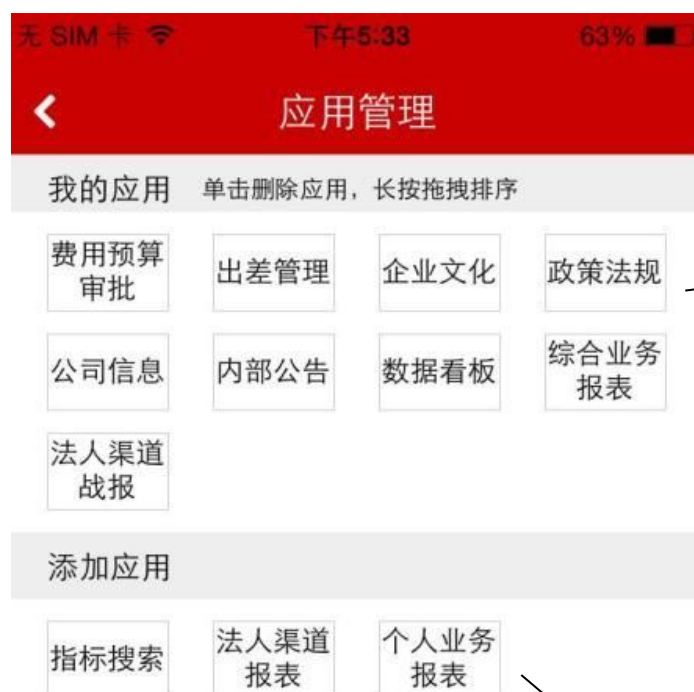 无 SIM 卡 下午5:33 63%
应用管理
我的应用 单击删除应用，长按拖拽排序
费用预算审批 出差管理 企业文化 政策法规
公司信息 内部公告 数据看板 综合业务报表
法人渠道战报
添加应用
指标搜索 法人渠道报表 个人业务报表